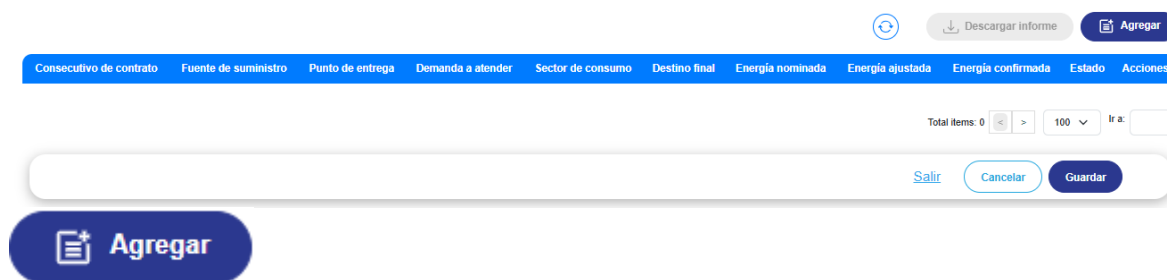 Descargar informe Agregar
Consecutivo de contrato Fuente de suministro Punto de entrega Demanda a atender Sector de consumo Destino final Energía nominada Energía ajustada Energía confirmada Estado Acciones
Total items: 0 < > 100 Ir a:
Salir Cancelar Guardar
Agregar